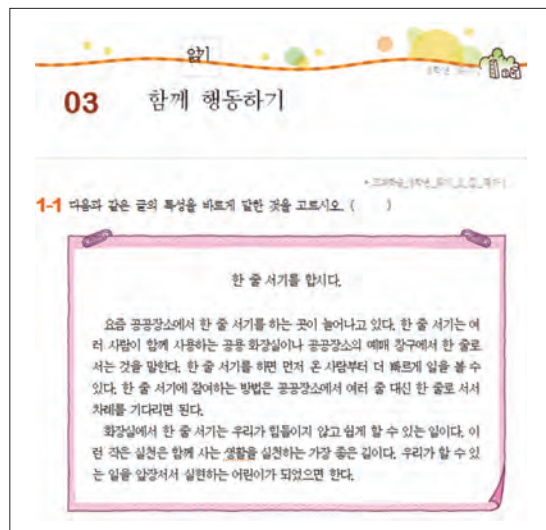 읽기
03 함께 행동하기
1-1 다음과 같은 글의 특성을 바르게 말한 것을 고르시오. ( )
한 줄 서기를 합시다.
요즘 공공장소에서 한 줄 서기를 하는 곳이 늘어나고 있다. 한 줄 서기는 여
러 사람이 함께 사용하는 공용 화장실이나 공공장소의 예매 창구에서 한 줄로
서는 것을 말한다. 한 줄 서기를 하면 먼저 온 사람부터 더 빠르게 일을 볼 수
있다. 한 줄 서기에 참여하는 방법은 공공장소에서 여러 줄 대신 한 줄로 서서
차례를 기다리면 된다.
화장실에서 한 줄 서기는 우리가 힘들이지 않고 쉽게 할 수 있는 일이다. 이
런 작은 실천은 함께 사는 생활을 실천하는 가장 좋은 길이다. 우리가 할 수 있
는 일을 앞장서서 실현하는 어린이가 되었으면 한다.